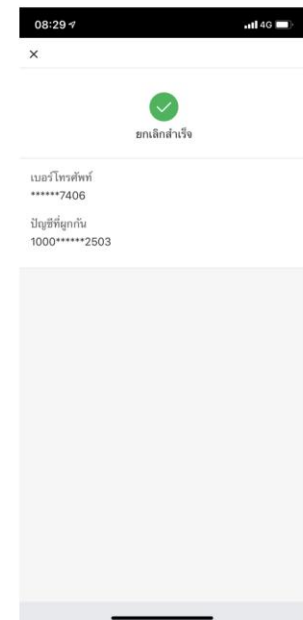 08:29
4G
×
ยกเลิกสำเร็จ
เบอร์โทรศัพท์
******7406
ปัญชีที่ผูกกัน
1000******2503